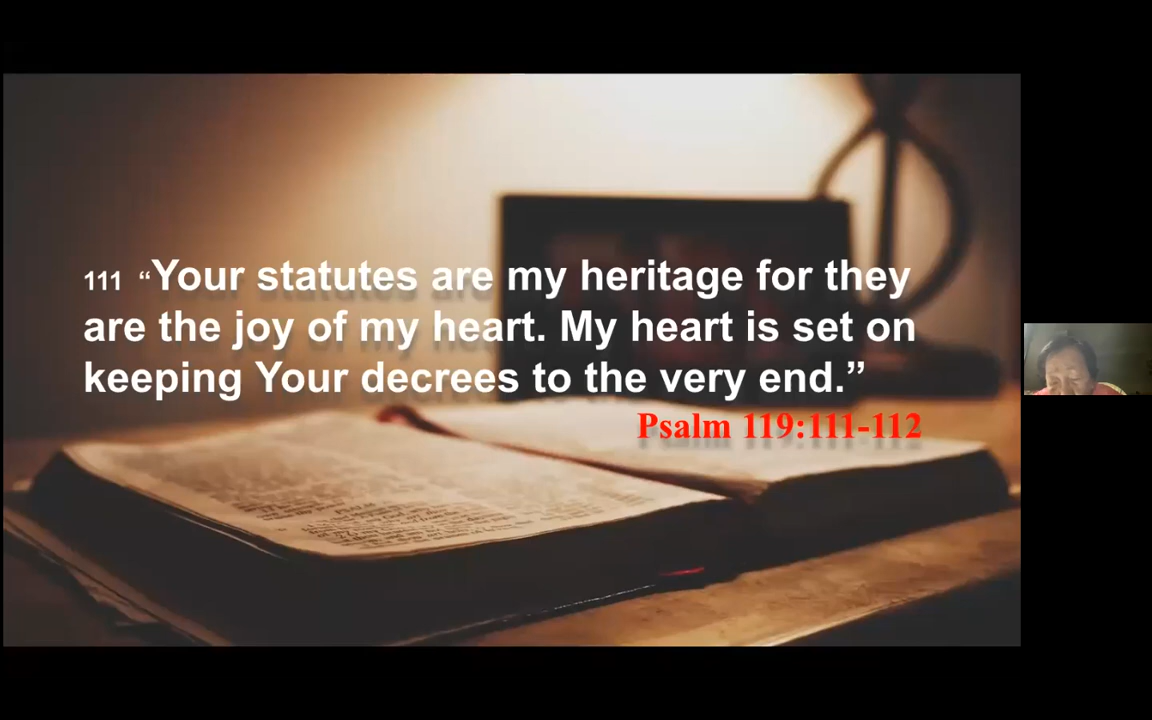 111 “Your statutes are my heritage for they
are the joy of my heart. My heart is set on
keeping Your decrees to the very end.”
Psalm 119:111-112